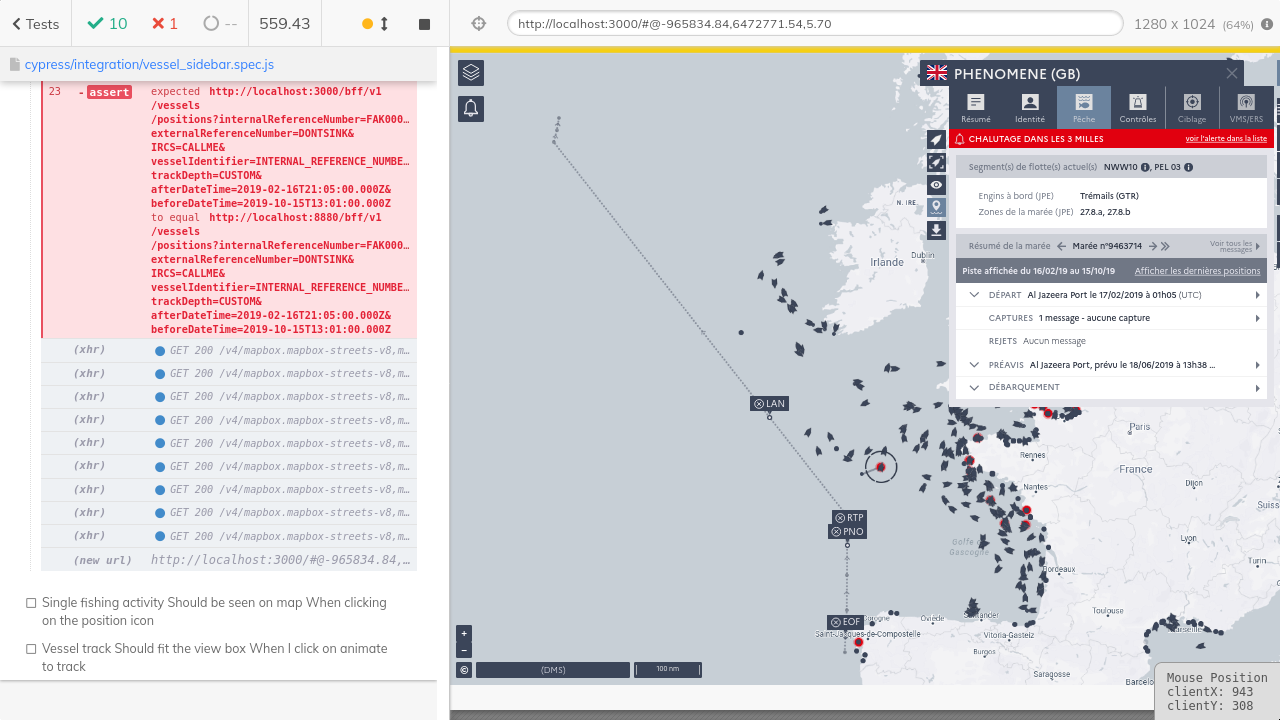 Tests
10
1
--
559.43
http://localhost:3000/#@-965834.84,6472771.54,5.70
1280 x 1024 (64%)
cypress/integration/vessel_sidebar.spec.js
23 -assert expected http://localhost:3000/bff/v1
/vessels
/positions?internalReferenceNumber=FAK000…
externalReferenceNumber=DONTSINK&
IRCS=CALLME&
vesselIdentifier=INTERNAL_REFERENCE_NUMBE…
trackDepth=CUSTOM&
afterDateTime=2019-02-16T21:05:00.000Z&
beforeDateTime=2019-10-15T13:01:00.000Z
to equal http://localhost:8880/bff/v1
/vessels
/positions?internalReferenceNumber=FAK000…
externalReferenceNumber=DONTSINK&
IRCS=CALLME&
vesselIdentifier=INTERNAL_REFERENCE_NUMBE…
trackDepth=CUSTOM&
afterDateTime=2019-02-16T21:05:00.000Z&
beforeDateTime=2019-10-15T13:01:00.000Z
(xhr) GET 200 /v4/mapbox.mapbox-streets-v8,m…
(xhr) GET 200 /v4/mapbox.mapbox-streets-v8,m…
(xhr) GET 200 /v4/mapbox.mapbox-streets-v8,m…
(xhr) GET 200 /v4/mapbox.mapbox-streets-v8,m…
(xhr) GET 200 /v4/mapbox.mapbox-streets-v8,m…
(xhr) GET 200 /v4/mapbox.mapbox-streets-v8,m…
(xhr) GET 200 /v4/mapbox.mapbox-streets-v8,m…
(xhr) GET 200 /v4/mapbox.mapbox-streets-v8,m…
(xhr) GET 200 /v4/mapbox.mapbox-streets-v8,m…
(new url) http://localhost:3000/#@-965834.84,…
Single fishing activity Should be seen on map When clicking
on the position icon
Vessel track Should fit the view box When I click on animate
to track
PHENOMENE (GB)
Résumé
Identité
Pêche
Contrôles
Ciblage
VMS/ERS
CHALUTAGE DANS LES 3 MILLES
voir l'alerte dans la liste
Segment(s) de flotte(s) actuel(s) NWW10 , PEL 03
Engins à bord (JPE) Trémails (GTR)
Zones de la marée (JPE) 27.8.a, 27.8.b
Résumé de la marée Marée n°9463714
Voir tous les
messages
Piste affichée du 16/02/19 au 15/10/19 Afficher les dernières positions
DÉPART Al Jazeera Port le 17/02/2019 à 01h05 (UTC)
CAPTURES 1 message - aucune capture
REJETS Aucun message
PRÉAVIS Al Jazeera Port, prévu le 18/06/2019 à 13h38 ...
DÉBARQUEMENT
N. IRE.
Irlande
Dublin
LAN
RTP
PNO
EOF
Paris
Rennes
France
Nantes
Dijon
Suiss
Lyon
Golfe de
Gascogne
Bordeaux
Turin
Toulouse
Oviedo
Saint-Jacques-de-Compostelle
Vitoria-Gasteiz
Burgos
Saragosse
+
−
©
(DMS)
100 nm
Mouse Position
clientX: 943
clientY: 308